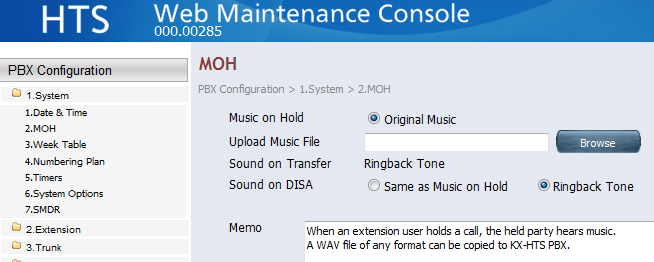 HTS
Web Maintenance Console
000.00285
PBX Configuration
1.System
1.Date & Time
2.MOH
3.Week Table
4.Numbering Plan
5.Timers
6.System Options
7.SMDR
2.Extension
3.Trunk
MOH
PBX Configuration > 1.System > 2.MOH
Music on Hold Original Music
Upload Music File Browse
Sound on Transfer Ringback Tone
Sound on DISA Same as Music on Hold Ringback Tone
Memo When an extension user holds a call, the held party hears music.
A WAV file of any format can be copied to KX-HTS PBX.